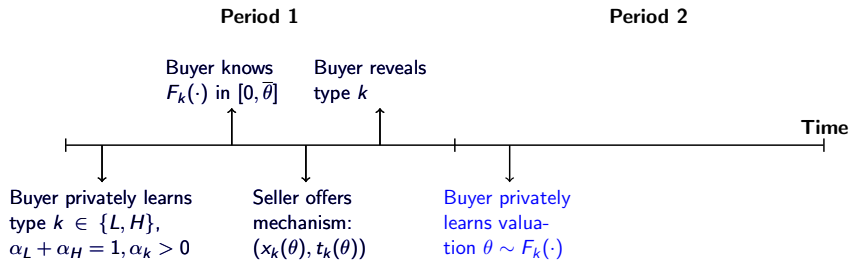 Period 1
Period 2
Buyer knows
F_k(·) in [0, θ̅]
Buyer reveals
type k
Time
Buyer privately learns
type k ∈ {L, H},
α_L + α_H = 1, α_k > 0
Seller offers
mechanism:
(x_k(θ), t_k(θ))
Buyer privately
learns valua-
tion θ ∼ F_k(·)